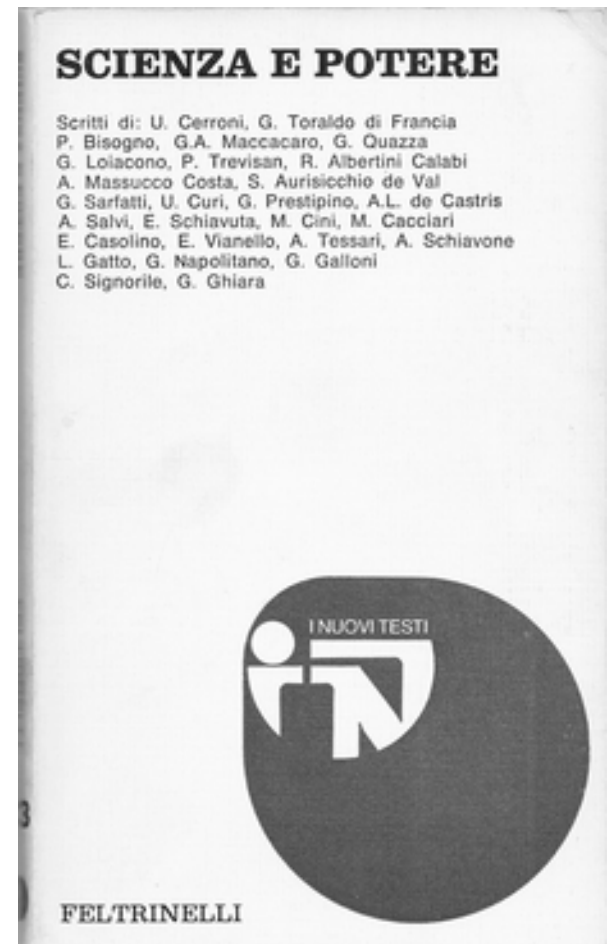 SCIENZA E POTERE
Scritti di: U. Cerroni, G. Toraldo di Francia
P. Bisogno, G.A. Maccacaro, G. Quazza
G. Loiacono, P. Trevisan, R. Albertini Calabi
A. Massucco Costa, S. Aurisicchio de Val
G. Sarfatti, U. Curi, G. Prestipino, A.L. de Castris
A. Salvi, E. Schiavuta, M. Cini, M. Cacciari
E. Casolino, E. Vianello, A. Tessari, A. Schiavone
L. Gatto, G. Napolitano, G. Galloni
C. Signorile, G. Ghiara
I NUOVI TESTI
FELTRINELLI